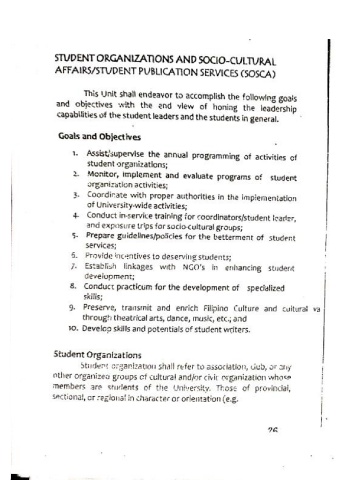 STUDENT ORGANIZATIONS AND SOCIO-CULTURAL
AFFAIRS/STUDENT PUBLICATION SERVICES (SOSCA)
This Unit shall endeavor to accomplish the following goals
and objectives with the end view of honing the leadership
capabilities of the student leaders and the students in general.
Goals and Objectives
1. Assist/supervise the annual programming of activities of
student organizations;
2. Monitor, implement and evaluate programs of student
organization activities;
3. Coordinate with proper authorities in the implementation
of University-wide activities;
4. Conduct in-service training for coordinators/student leader,
and exposure trips for socio-cultural groups;
5. Prepare guidelines/policies for the betterment of student
services;
6. Provide incentives to deserving students;
7. Establish linkages with NGO's in enhancing student
development;
8. Conduct practicum for the development of specialized
skills;
9. Preserve, transmit and enrich Filipino Culture and cultural va
through theatrical arts, dance, music, etc.; and
10. Develop skills and potentials of student writers.
Student Organizations
Student organization shall refer to association, club, or any
other organized groups of cultural and/or civic organization whose
members are students of the University. Those of provincial,
sectional, or regional in character or orientation (e.g.
26